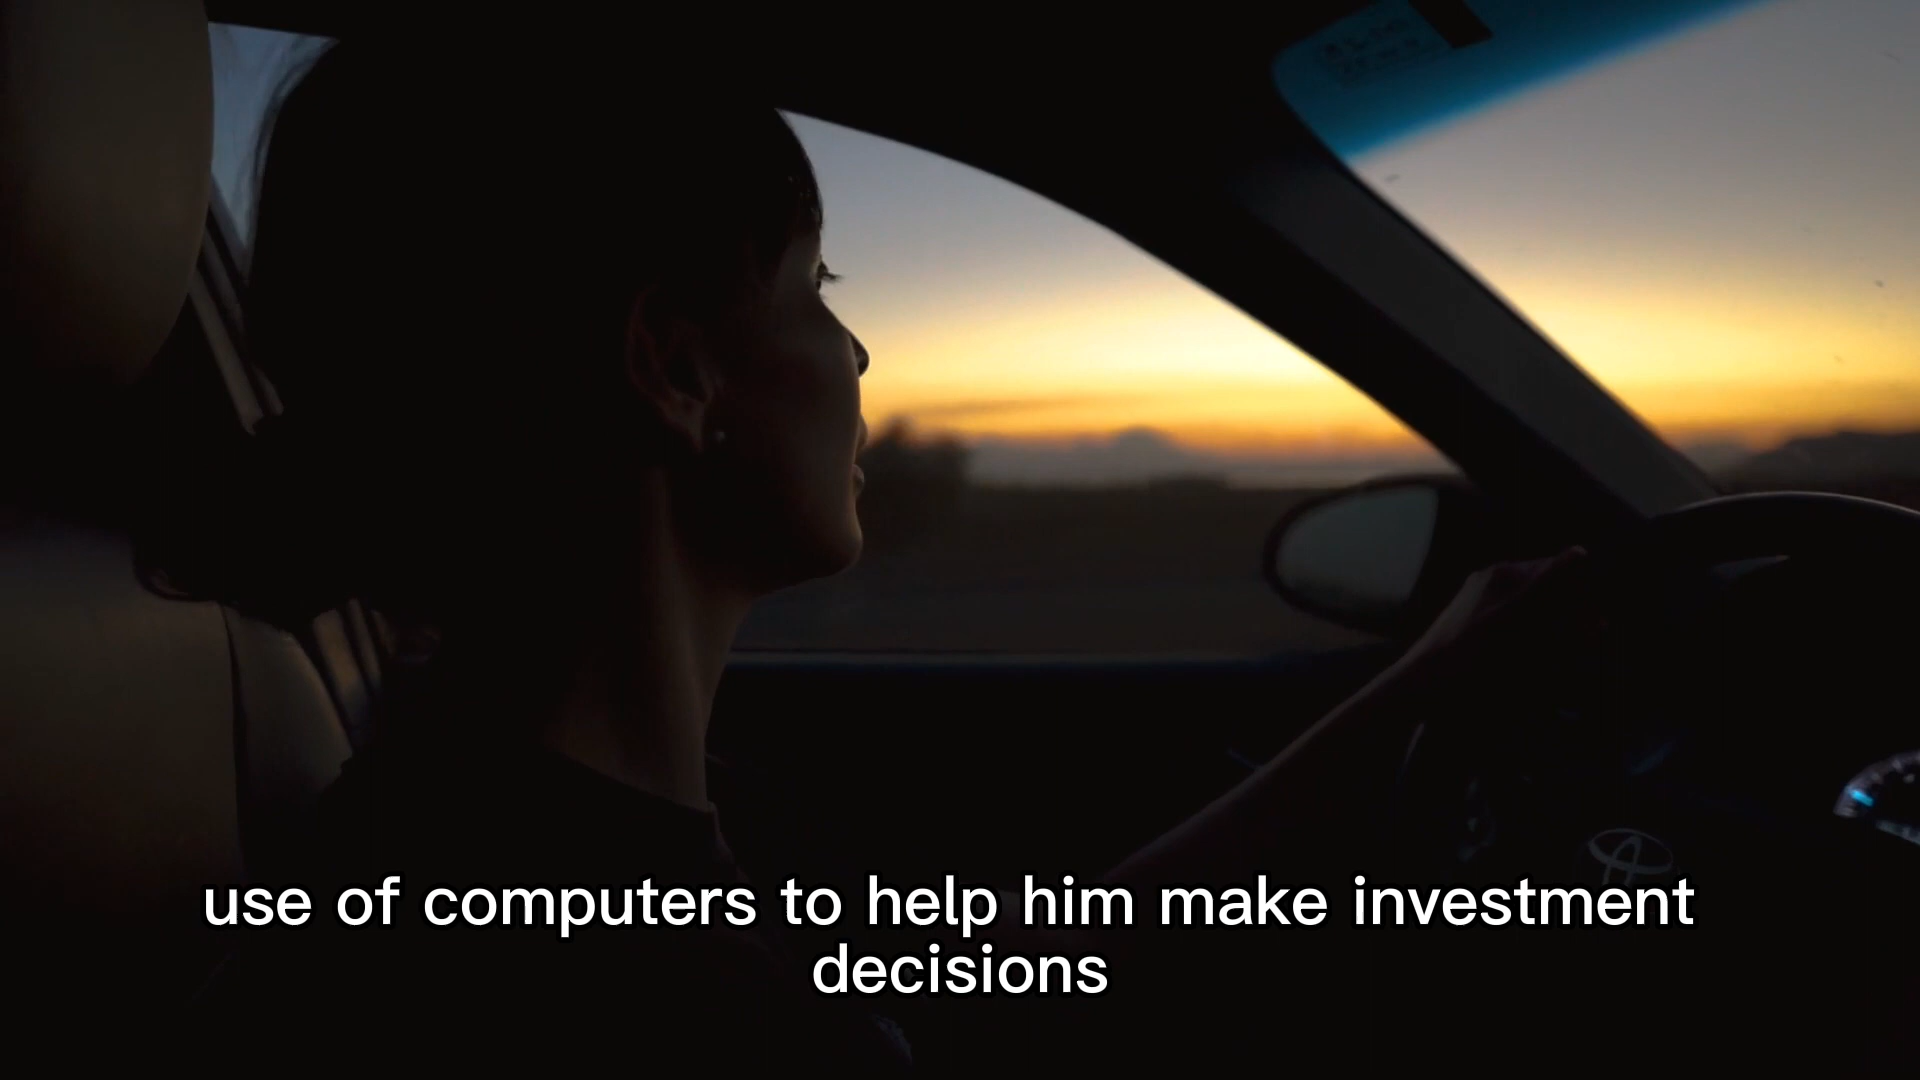 use of computers to help him make investment
decisions